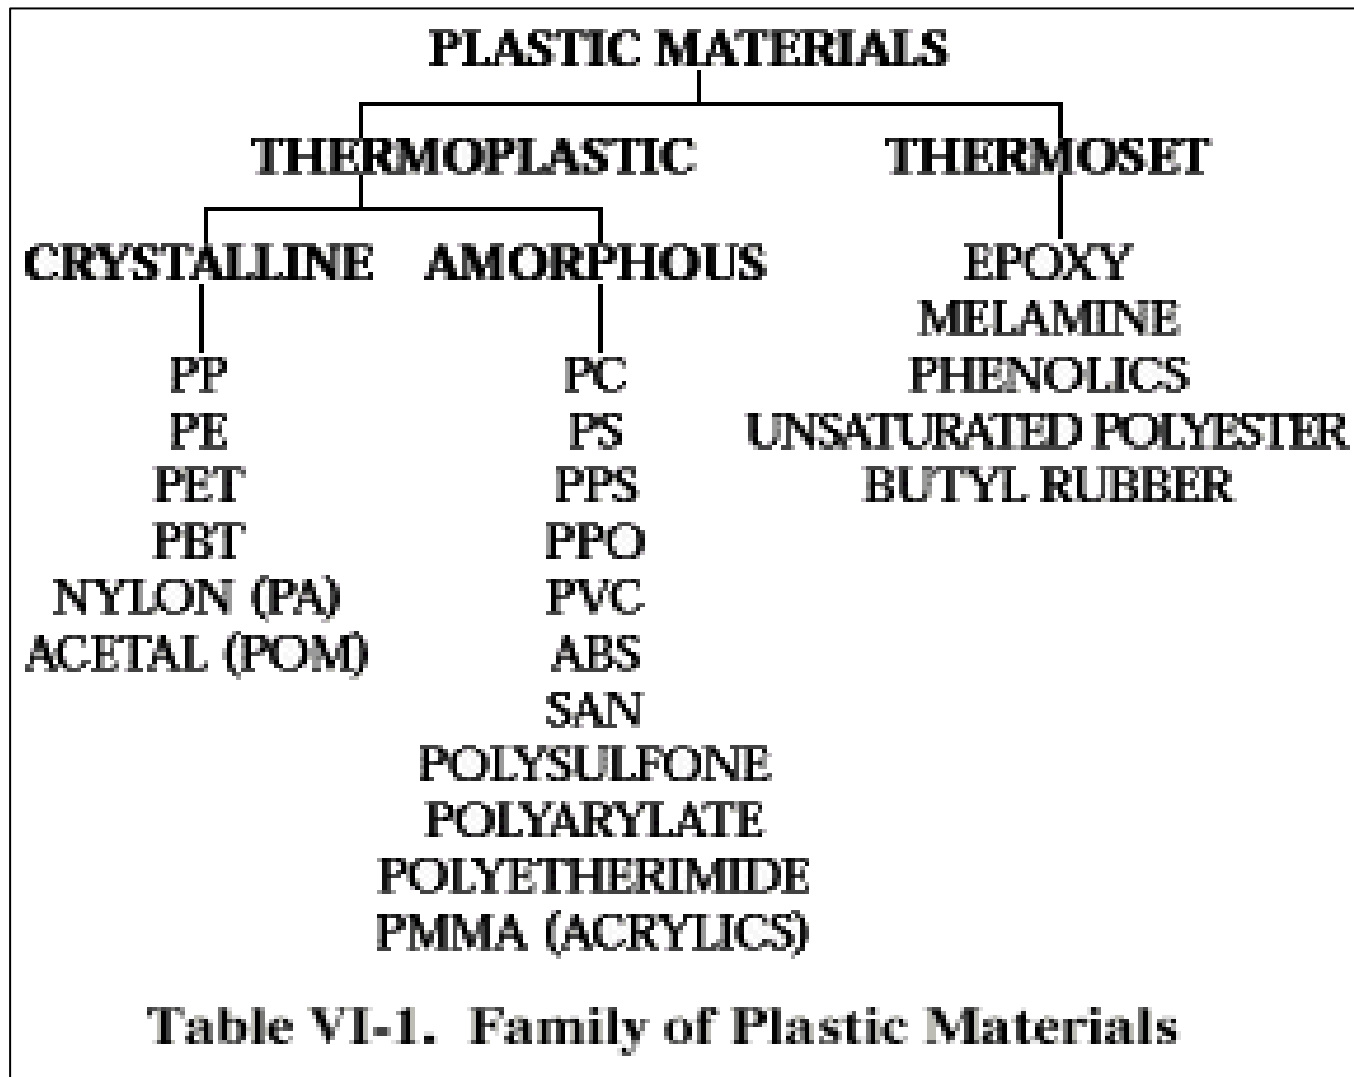 PLASTIC MATERIALS
THERMOPLASTIC
THERMOSET
CRYSTALLINE
AMORPHOUS
PP
PE
PET
PBT
NYLON (PA)
ACETAL (POM)
PC
PS
PPS
PPO
PVC
ABS
SAN
POLYSULFONE
POLYARYLATE
POLYETHERIMIDE
PMMA (ACRYLICS)
EPOXY
MELAMINE
PHENOLICS
UNSATURATED POLYESTER
BUTYL RUBBER
Table VI-1. Family of Plastic Materials